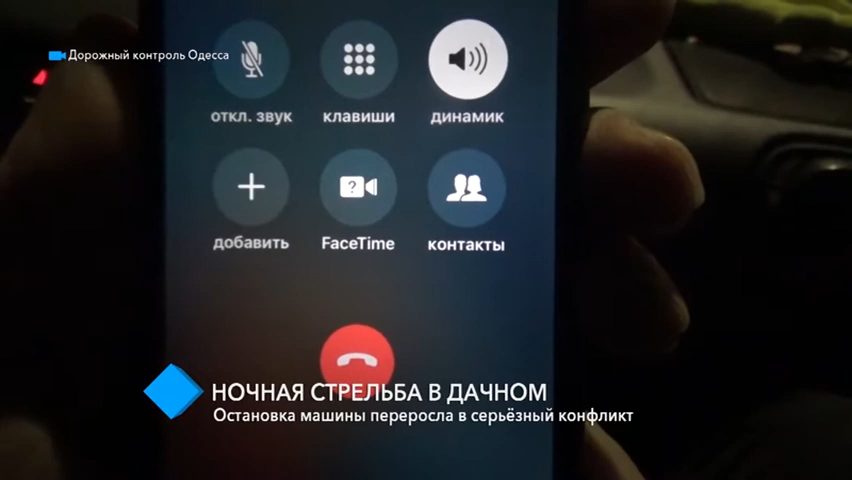 Дорожный контроль Одесса
откл. звук
клавиши
динамик
?
добавить
FaceTime
контакты
НОЧНАЯ СТРЕЛЬБА В ДАЧНОМ
Остановка машины переросла в серьёзный конфликт